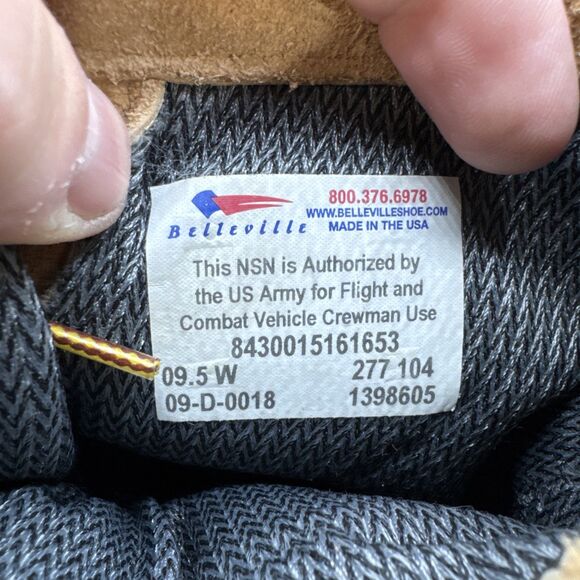 Belleville
800.376.6978
WWW.BELLEVILLESHOE.COM
MADE IN THE USA
This NSN is Authorized by
the US Army for Flight and
Combat Vehicle Crewman Use
8430015161653
09.5 W 277 104
09-D-0018 1398605